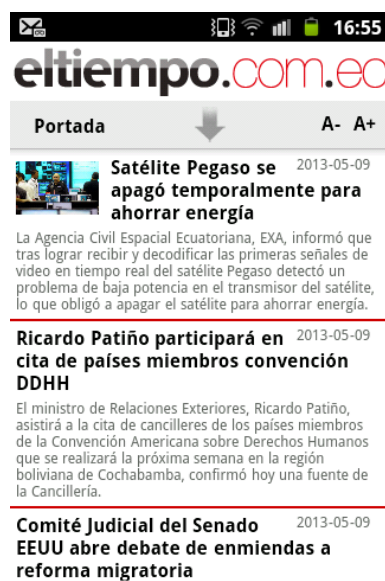 16:55
eltiempo.com.ec
Portada
A- A+
Satélite Pegaso se 2013-05-09
apagó temporalmente para
ahorrar energía
La Agencia Civil Espacial Ecuatoriana, EXA, informó que
tras lograr recibir y decodificar las primeras señales de
video en tiempo real del satélite Pegaso detectó un
problema de baja potencia en el transmisor del satélite,
lo que obligó a apagar el satélite para ahorrar energía.
Ricardo Patiño participará en 2013-05-09
cita de países miembros convención
DDHH
El ministro de Relaciones Exteriores, Ricardo Patiño,
asistirá a la cita de cancilleres de los países miembros
de la Convención Americana sobre Derechos Humanos
que se realizará la próxima semana en la región
boliviana de Cochabamba, confirmó hoy una fuente de
la Cancillería.
Comité Judicial del Senado 2013-05-09
EEUU abre debate de enmiendas a
reforma migratoria